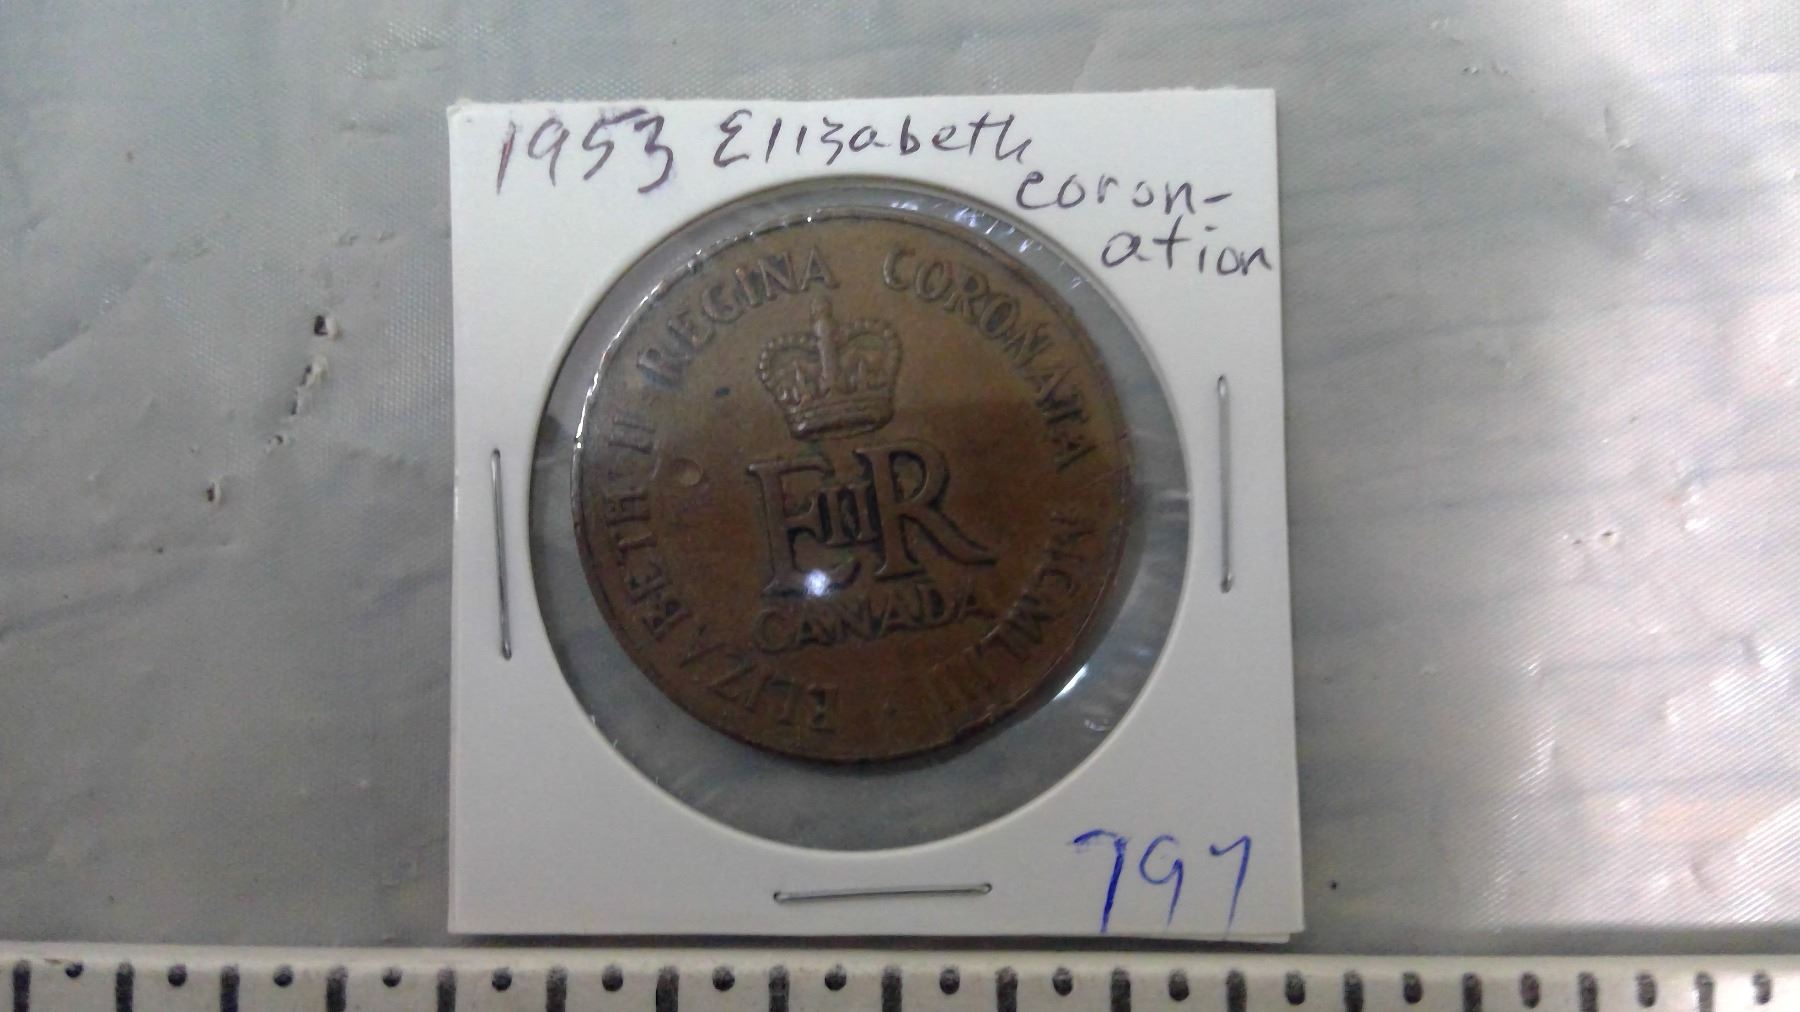 1953 Elizabeth
coron-
ation
ELIZABETH II REGINA CORONATA MCMLIII
EIIR
CANADA
797